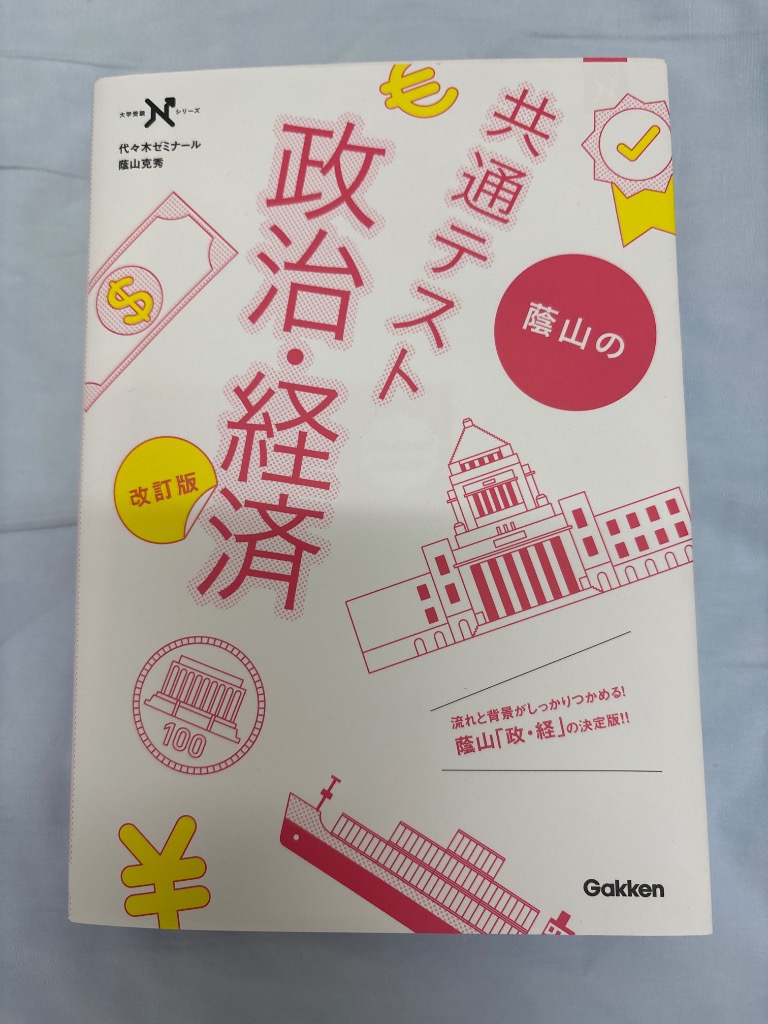 大学受験Nシリーズ
代々木ゼミナール
蔭山克秀
蔭山の
共通テスト
政治・経済
改訂版
$
100
流れと背景がしっかりつかめる!
蔭山「政・経」の決定版!!
¥
Gakken